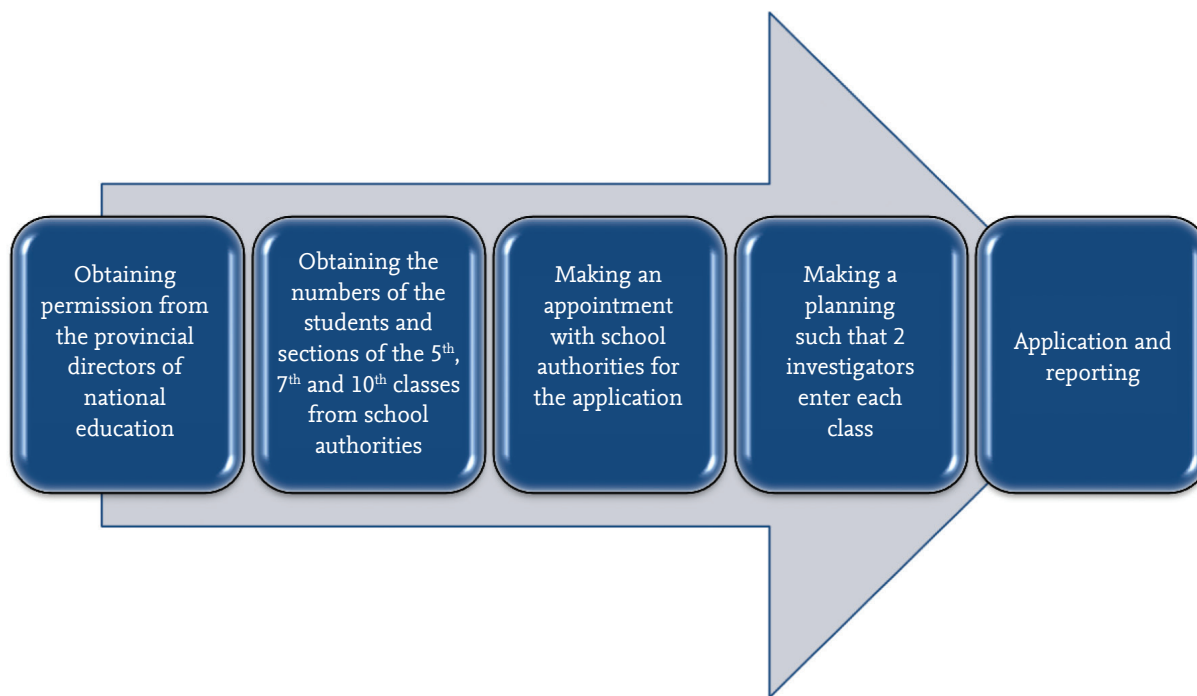 Obtaining
permission from
the provincial
directors of
national
education
Obtaining the
numbers of the
students and
sections of the 5th,
7th and 10th classes
from school
authorities
Making an
appointment
with school
authorities for
the application
Making a
planning
such that 2
investigators
enter each
class
Application and
reporting